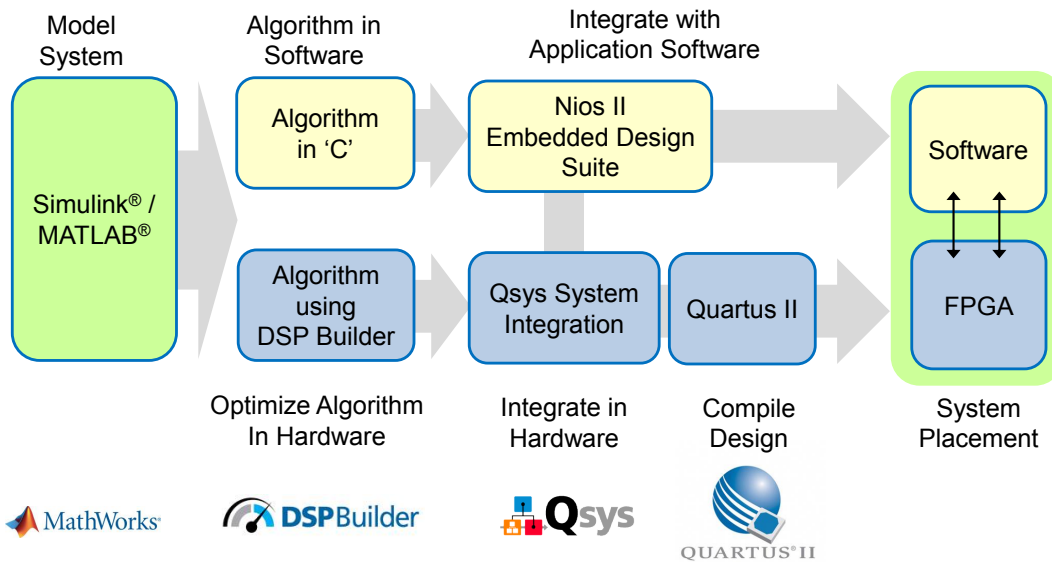 Model
System
Algorithm in
Software
Integrate with
Application Software
Simulink® /
MATLAB®
Algorithm
in ‘C’
Nios II
Embedded Design
Suite
Software
Algorithm
using
DSP Builder
Qsys System
Integration
Quartus II
FPGA
Optimize Algorithm
In Hardware
Integrate in
Hardware
Compile
Design
System
Placement
MathWorks®
DSPBuilder
Qsys
QUARTUS® II